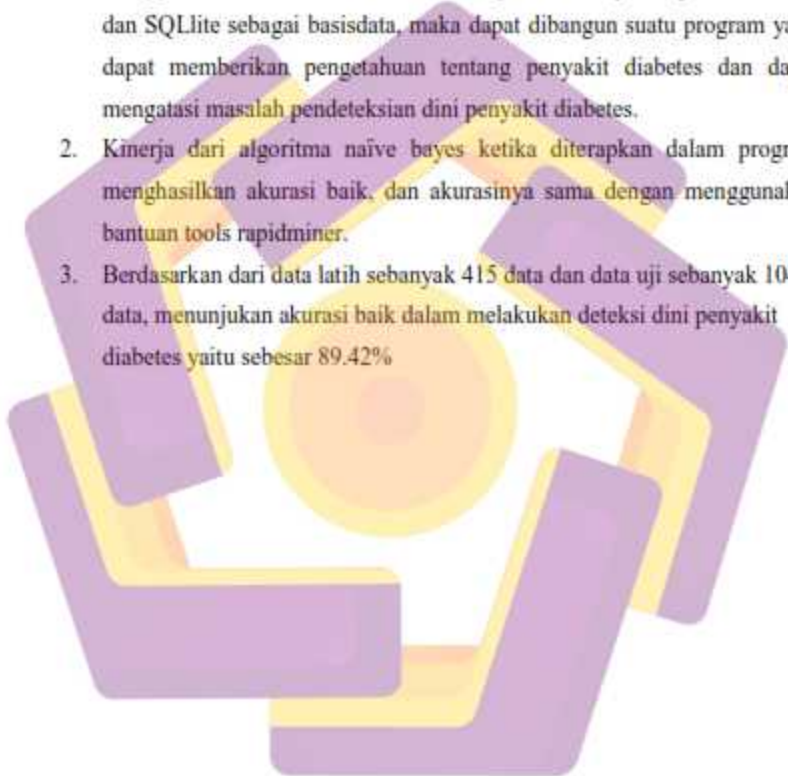 dan SQLlite sebagai basisdata, maka dapat dibangun suatu program
dapat memberikan pengetahuan tentang penyakit diabetes dan
mengatasi masalah pendeteksian dini penyakit diabetes.
2. Kinerja dari algoritma naïve bayes ketika diterapkan dalam
menghasilkan akurasi baik, dan akurasinya sama dengan
bantuan tools rapidminer.
3. Berdasarkan dari data latih sebanyak 415 data dan data uji sebanyak
data, menunjukan akurasi baik dalam melakukan deteksi dini penyakit
diabetes yaitu sebesar 89.42%